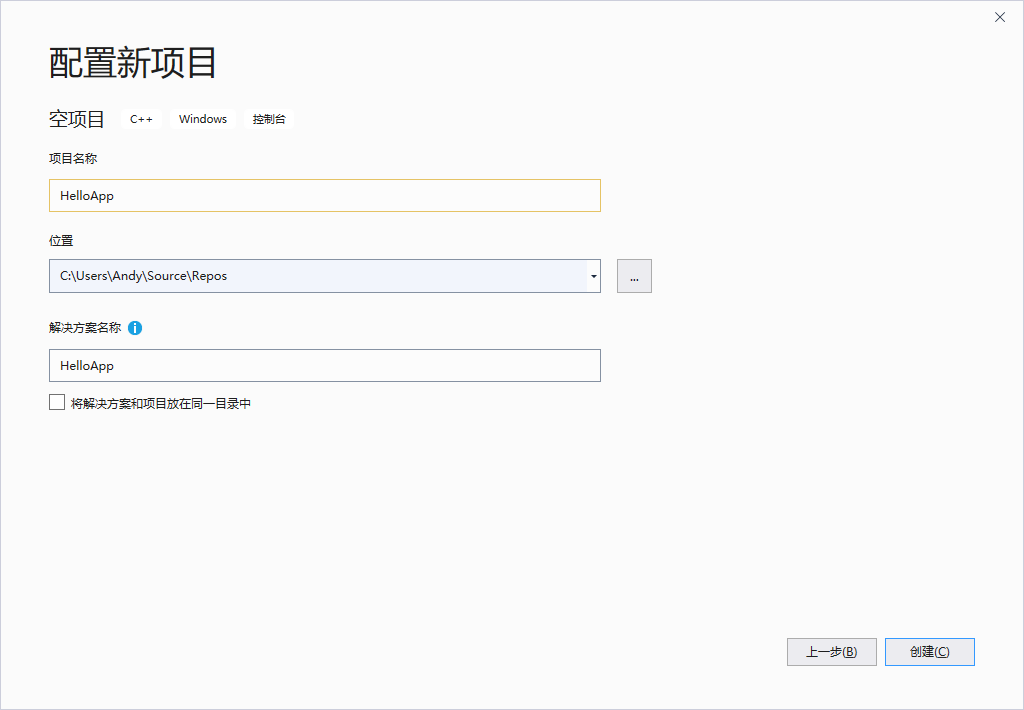 配置新项目
空项目 C++ Windows 控制台
项目名称
HelloApp
位置
C:\Users\Andy\Source\Repos
...
解决方案名称
HelloApp
将解决方案和项目放在同一目录中
上一步(B) 创建(C)